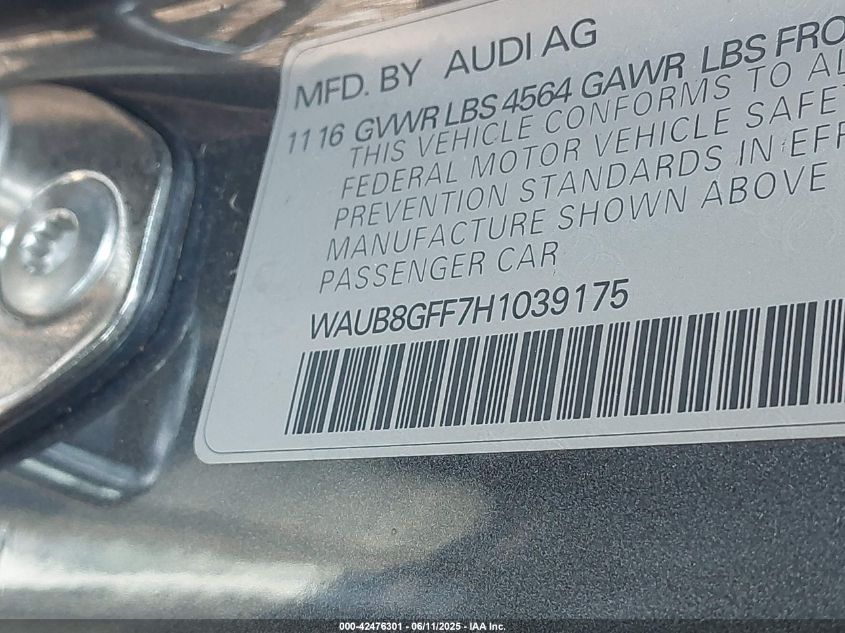 MFD. BY AUDI AG
1116 GVWR LBS 4564 GAWR LBS FRO
THIS VEHICLE CONFORMS TO AL
FEDERAL MOTOR VEHICLE SAFET
PREVENTION STANDARDS IN EFF
MANUFACTURE SHOWN ABOVE
PASSENGER CAR
WAUB8GFF7H1039175
000-42476301 - 06/11/2025 - IAA Inc.